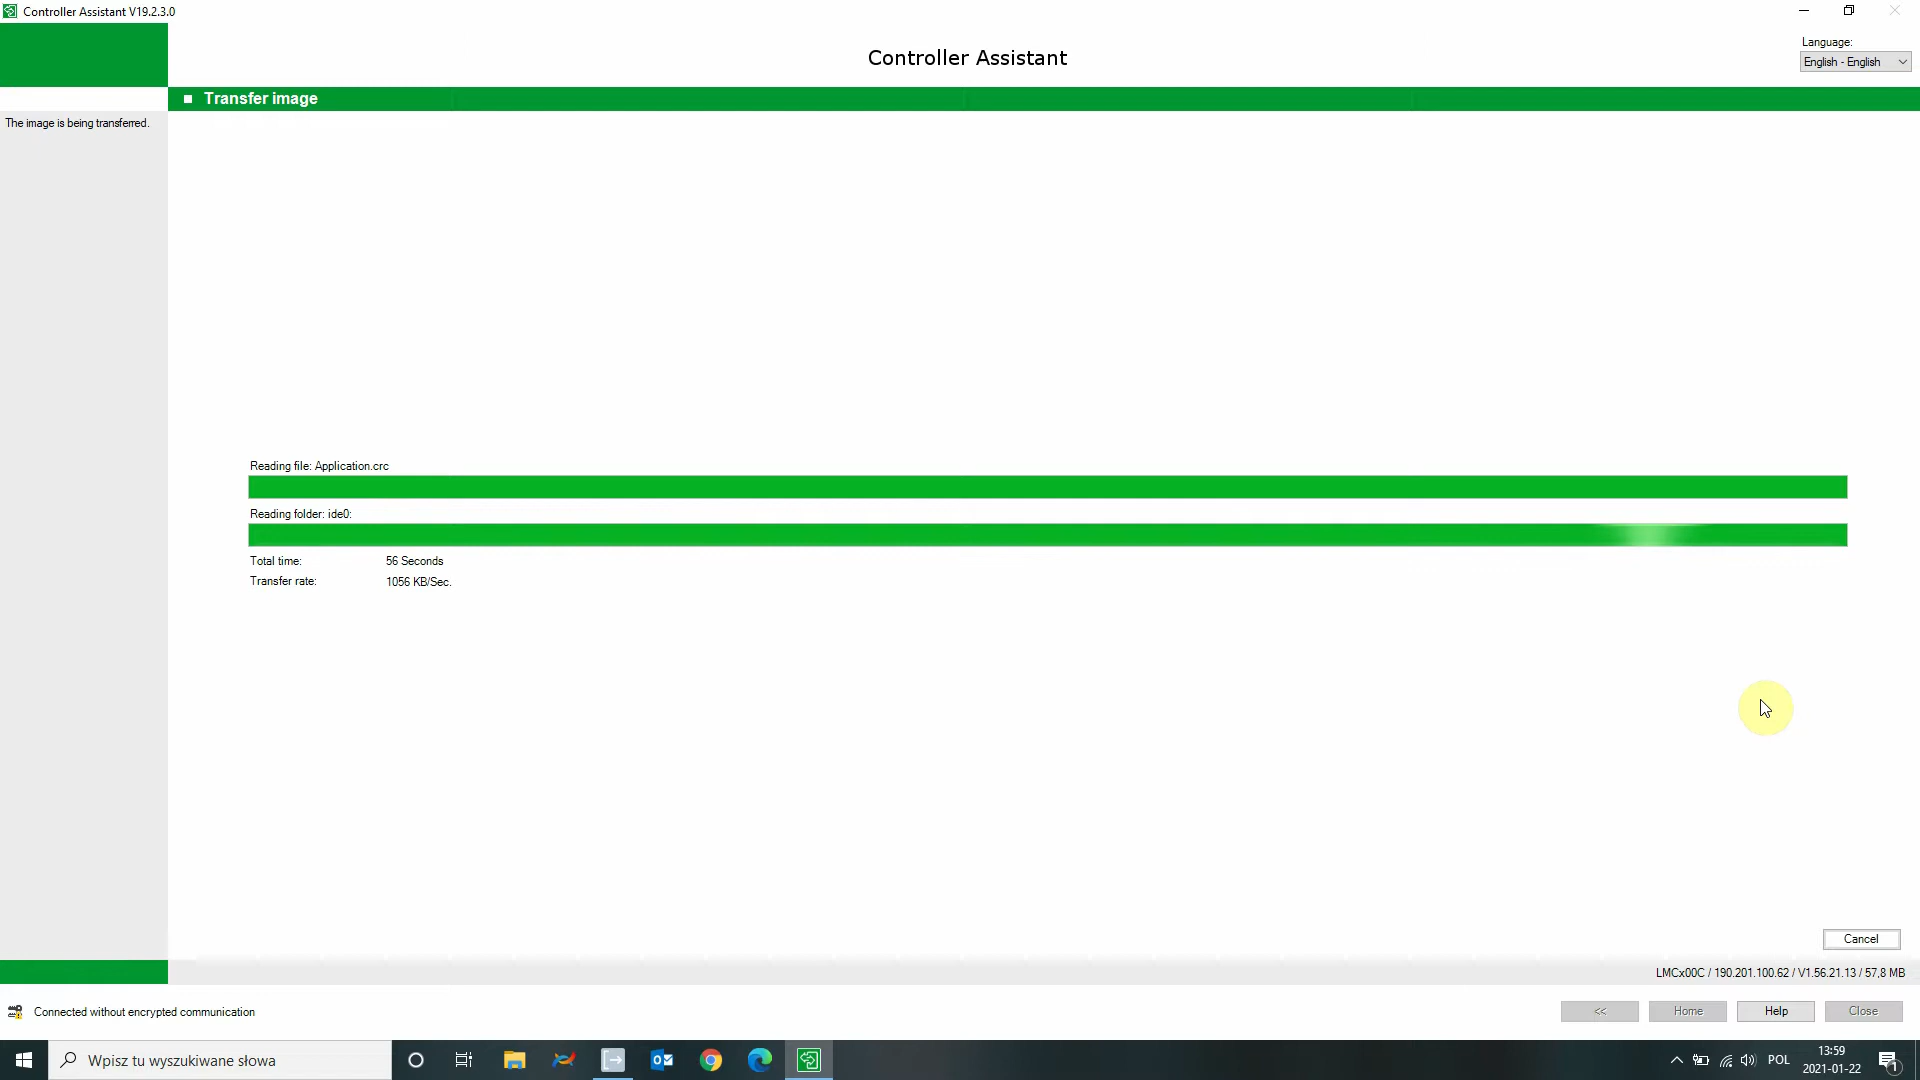 Controller Assistant V19.2.3.0
Language:
Controller Assistant
English - English
Transfer image
The image is being transferred.
Reading file: Application.crc
Reading folder: ide0:
Total time: 56 Seconds
Transfer rate: 1056 KB/Sec.
Cancel
LMCx00C / 190.201.100.62 / V1.56.21.13 / 57,8 MB
Connected without encrypted communication
<< Home Help Close
Wpisz tu wyszukiwane słowa
POL
13:59
2021-01-22
1